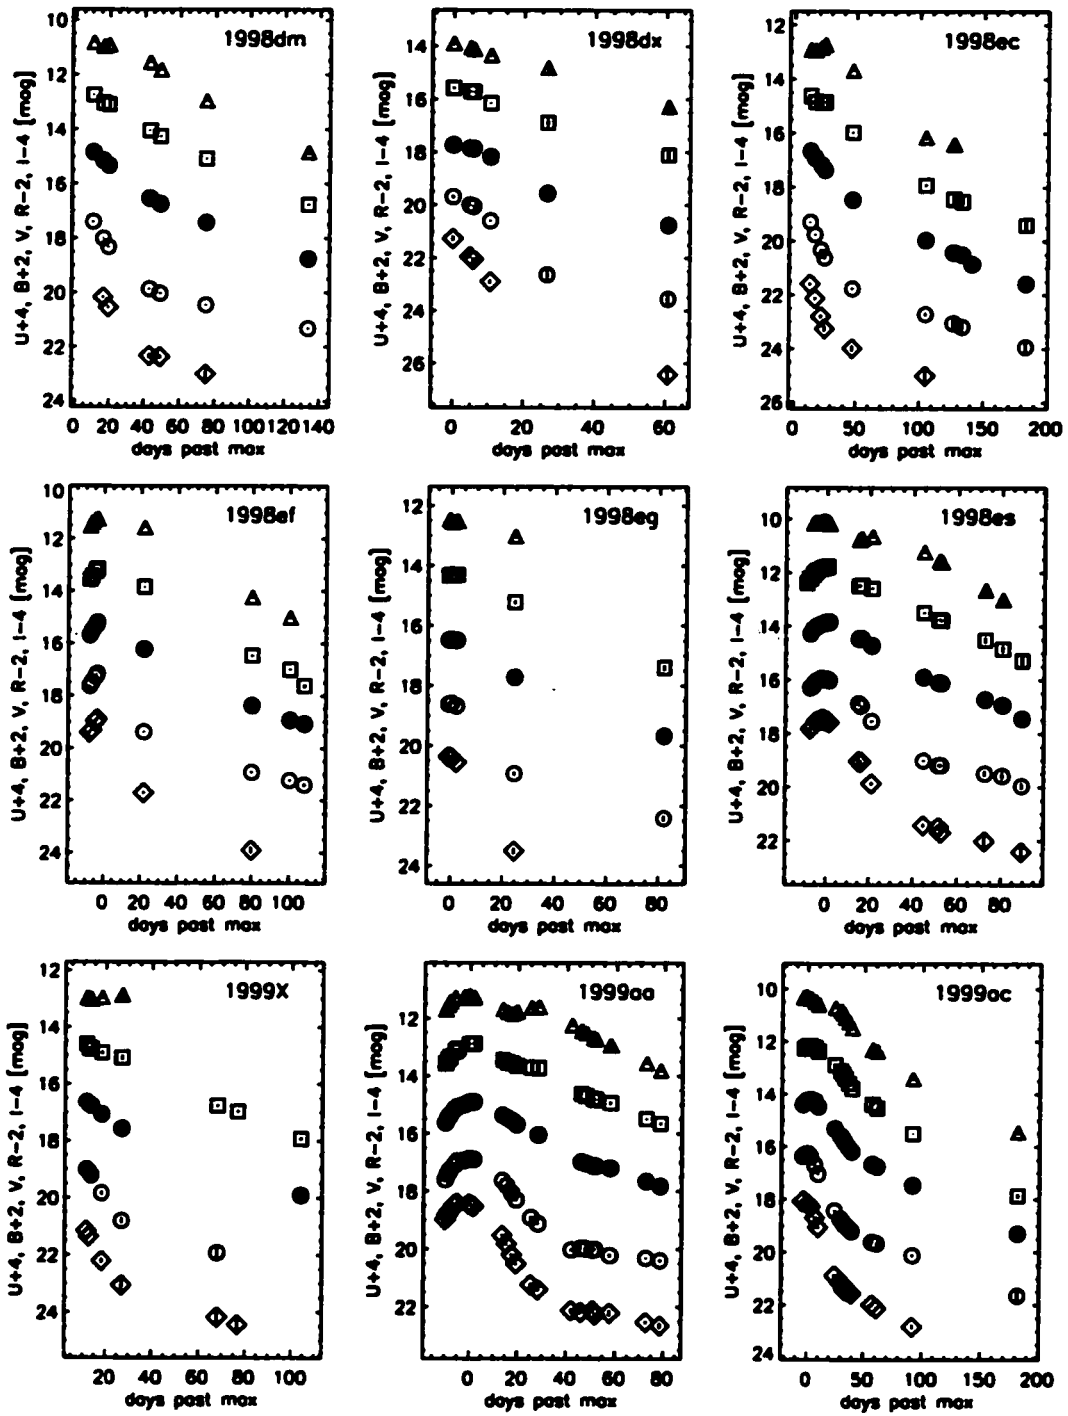 1998dm
10
12
14
16
18
20
22
24
U+4, B+2, V, R-2, I-4 [mag]
0 20 40 60 80 100 120 140
days past max
1998dx
14
16
18
20
22
24
26
U+4, B+2, V, R-2, I-4 [mag]
0 20 40 60
days past max
1998ec
12
14
16
18
20
22
24
26
U+4, B+2, V, R-2, I-4 [mag]
0 50 100 150 200
days past max
1998ef
10
12
14
16
18
20
22
24
U+4, B+2, V, R-2, I-4 [mag]
0 20 40 60 80 100
days past max
1998eg
12
14
16
18
20
22
24
U+4, B+2, V, R-2, I-4 [mag]
0 20 40 60 80
days past max
1998es
10
12
14
16
18
20
22
U+4, B+2, V, R-2, I-4 [mag]
0 20 40 60 80
days past max
1999X
12
14
16
18
20
22
24
U+4, B+2, V, R-2, I-4 [mag]
20 40 60 80 100
days past max
1999aa
12
14
16
18
20
22
U+4, B+2, V, R-2, I-4 [mag]
0 20 40 60 80
days past max
1999ac
10
12
14
16
18
20
22
24
U+4, B+2, V, R-2, I-4 [mag]
0 50 100 150 200
days past max